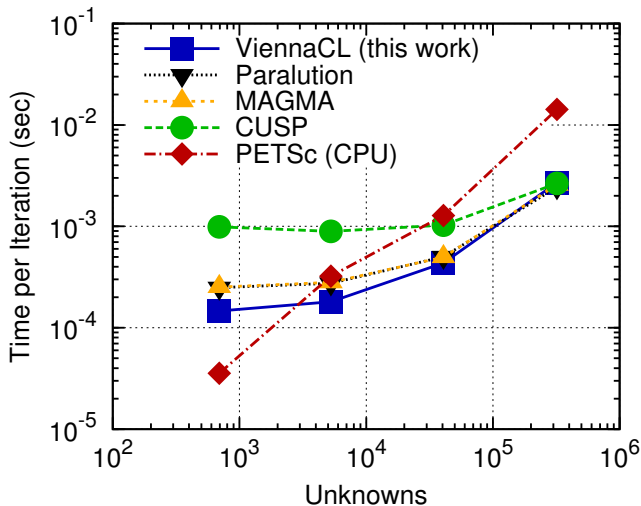 10^-1
10^-2
10^-3
10^-4
10^-5
Time per Iteration (sec)
ViennaCL (this work)
Paralution
MAGMA
CUSP
PETSc (CPU)
10^2
10^3
10^4
10^5
10^6
Unknowns